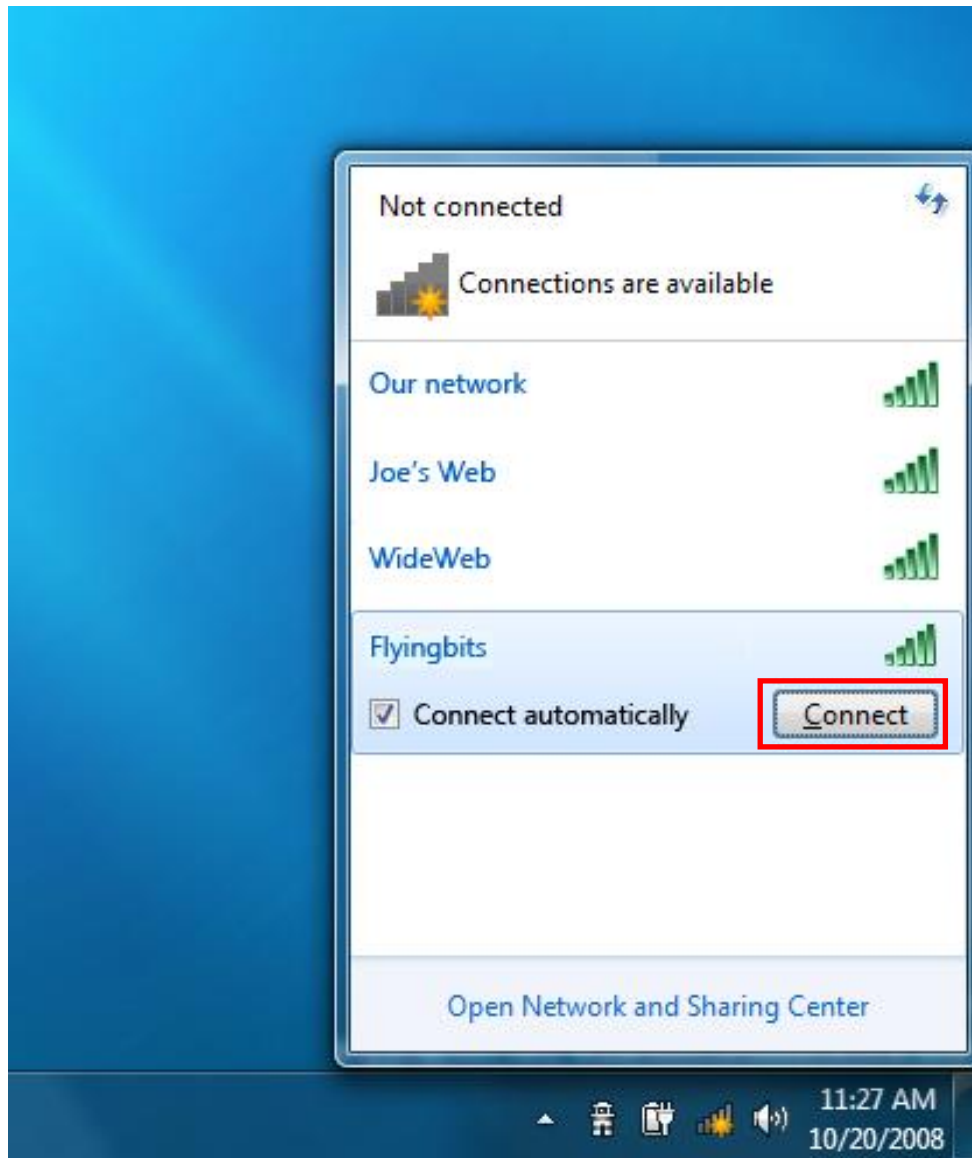 Not connected
Connections are available
Our network
Joe's Web
WideWeb
Flyingbits
Connect automatically
Connect
Open Network and Sharing Center
11:27 AM
10/20/2008